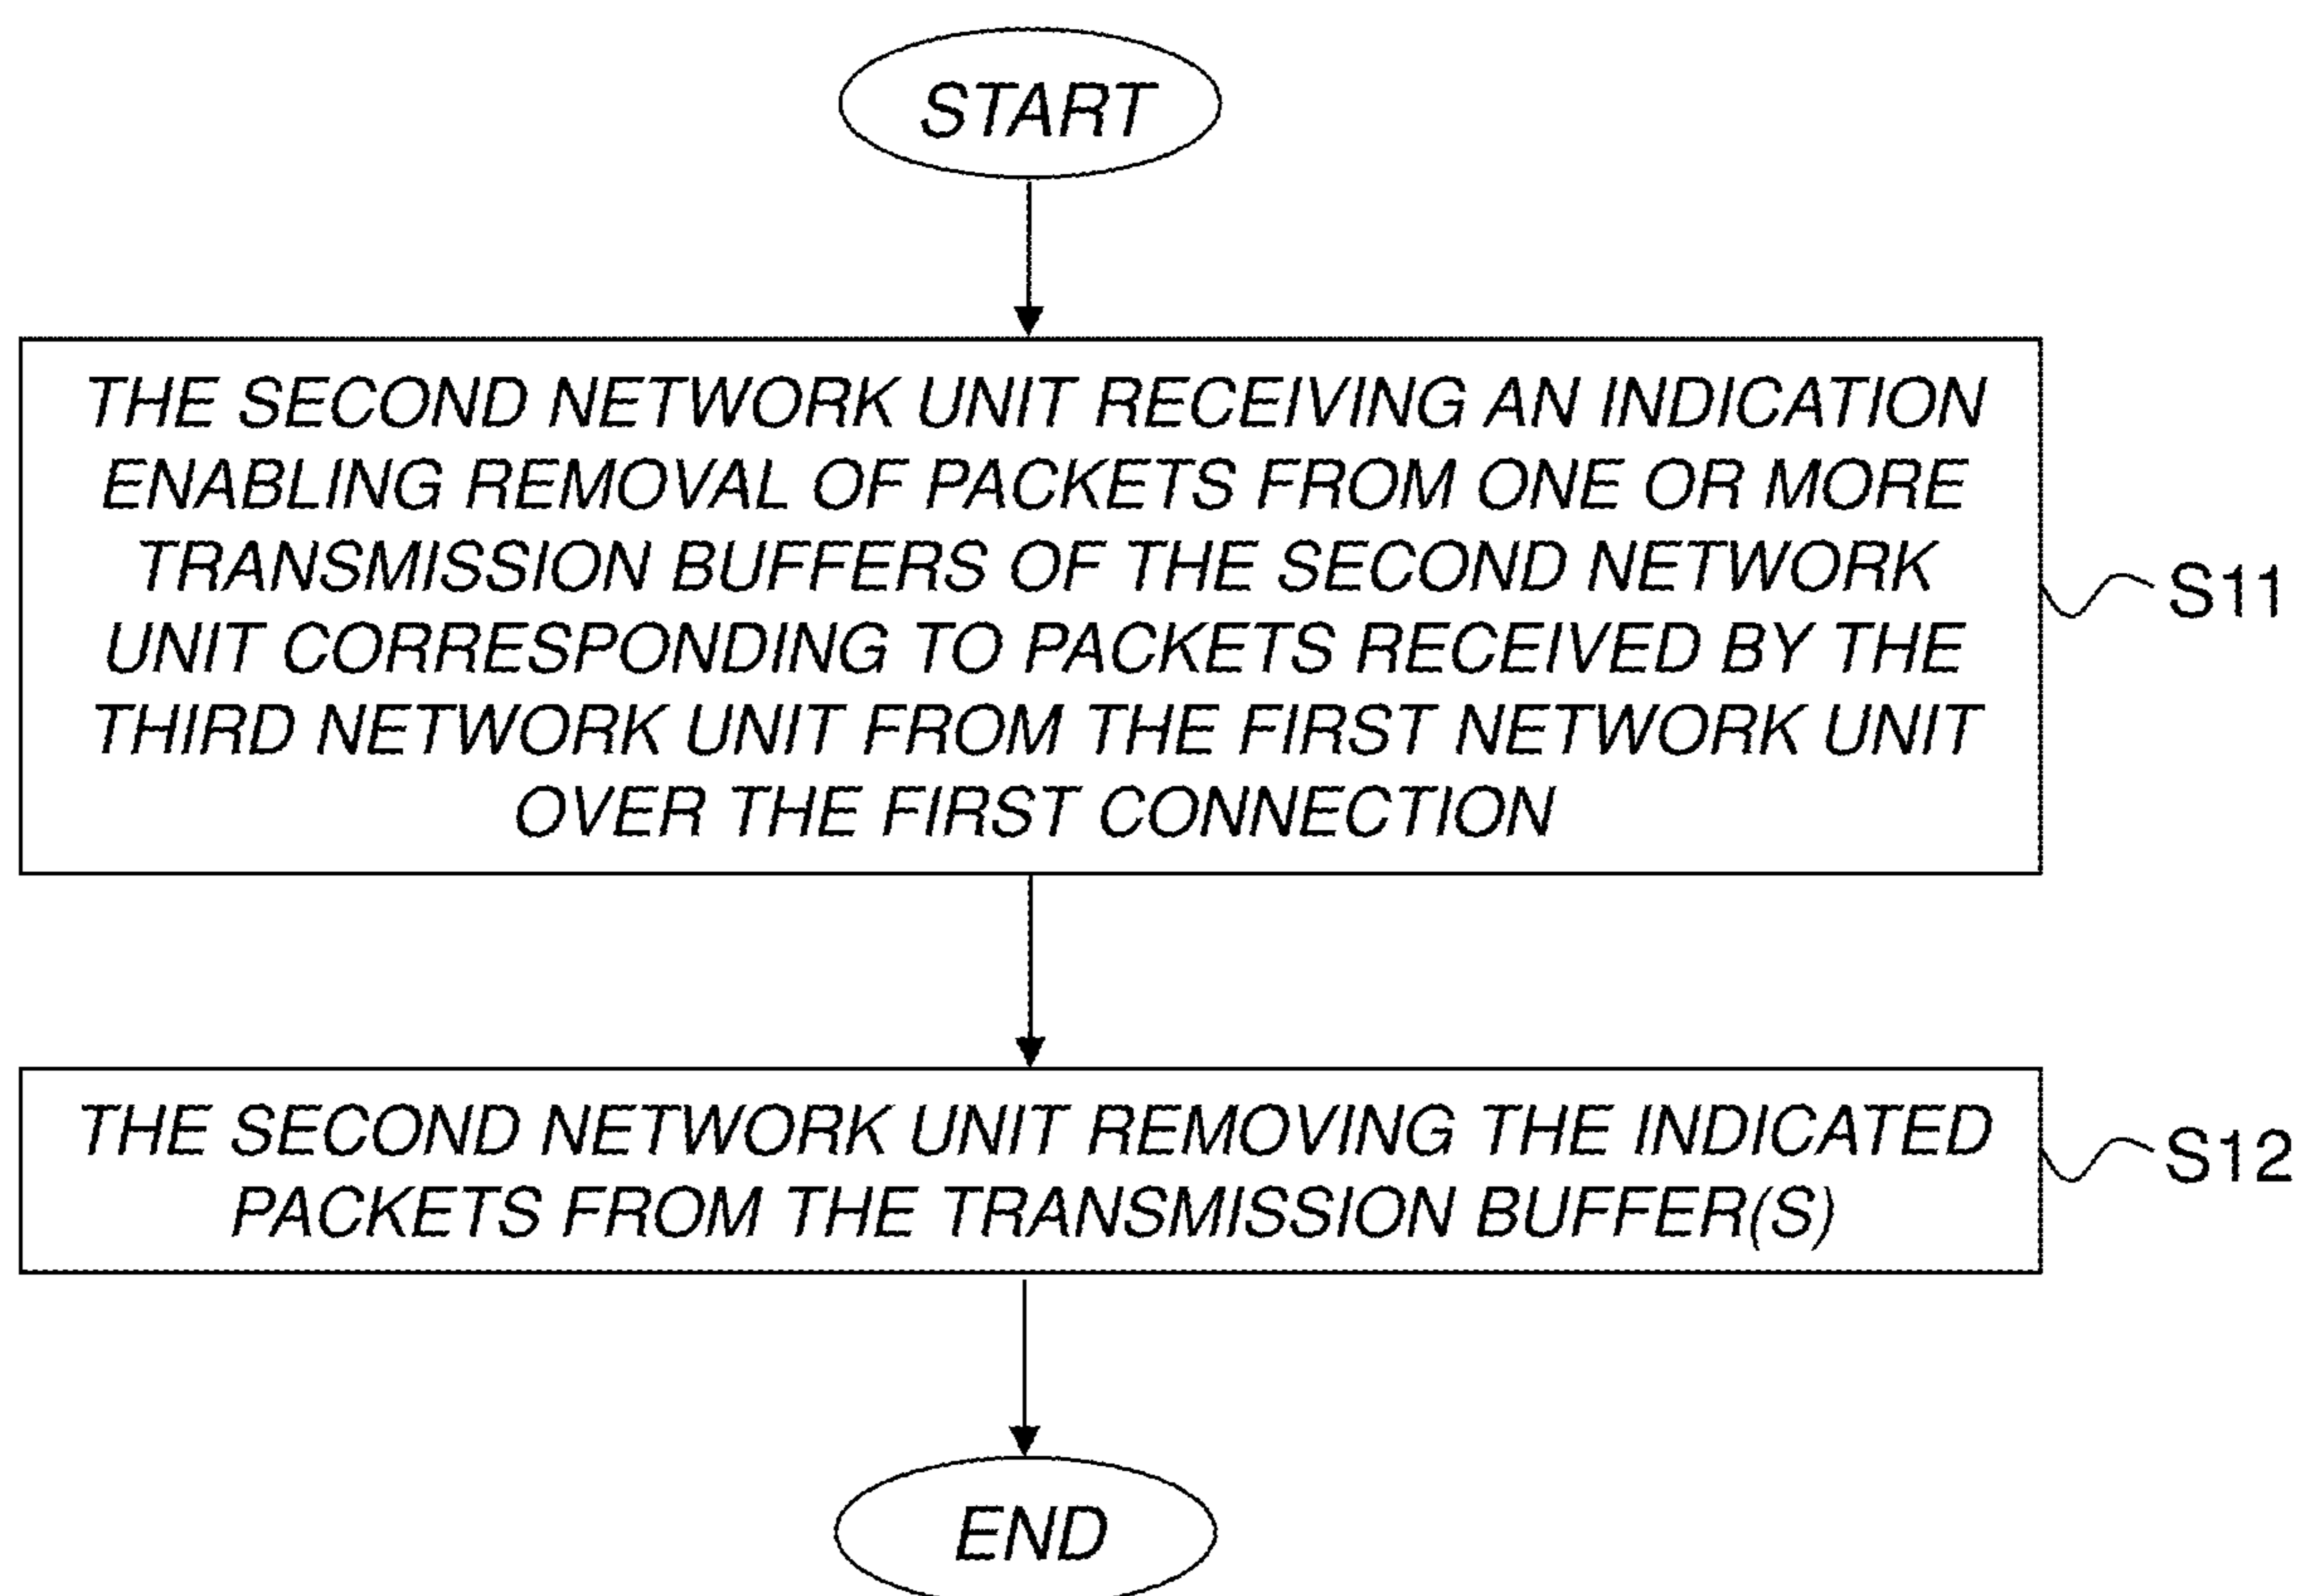 START
THE SECOND NETWORK UNIT RECEIVING AN INDICATION
ENABLING REMOVAL OF PACKETS FROM ONE OR MORE
TRANSMISSION BUFFERS OF THE SECOND NETWORK
UNIT CORRESPONDING TO PACKETS RECEIVED BY THE
THIRD NETWORK UNIT FROM THE FIRST NETWORK UNIT
OVER THE FIRST CONNECTION
S11
THE SECOND NETWORK UNIT REMOVING THE INDICATED
PACKETS FROM THE TRANSMISSION BUFFER(S)
S12
END